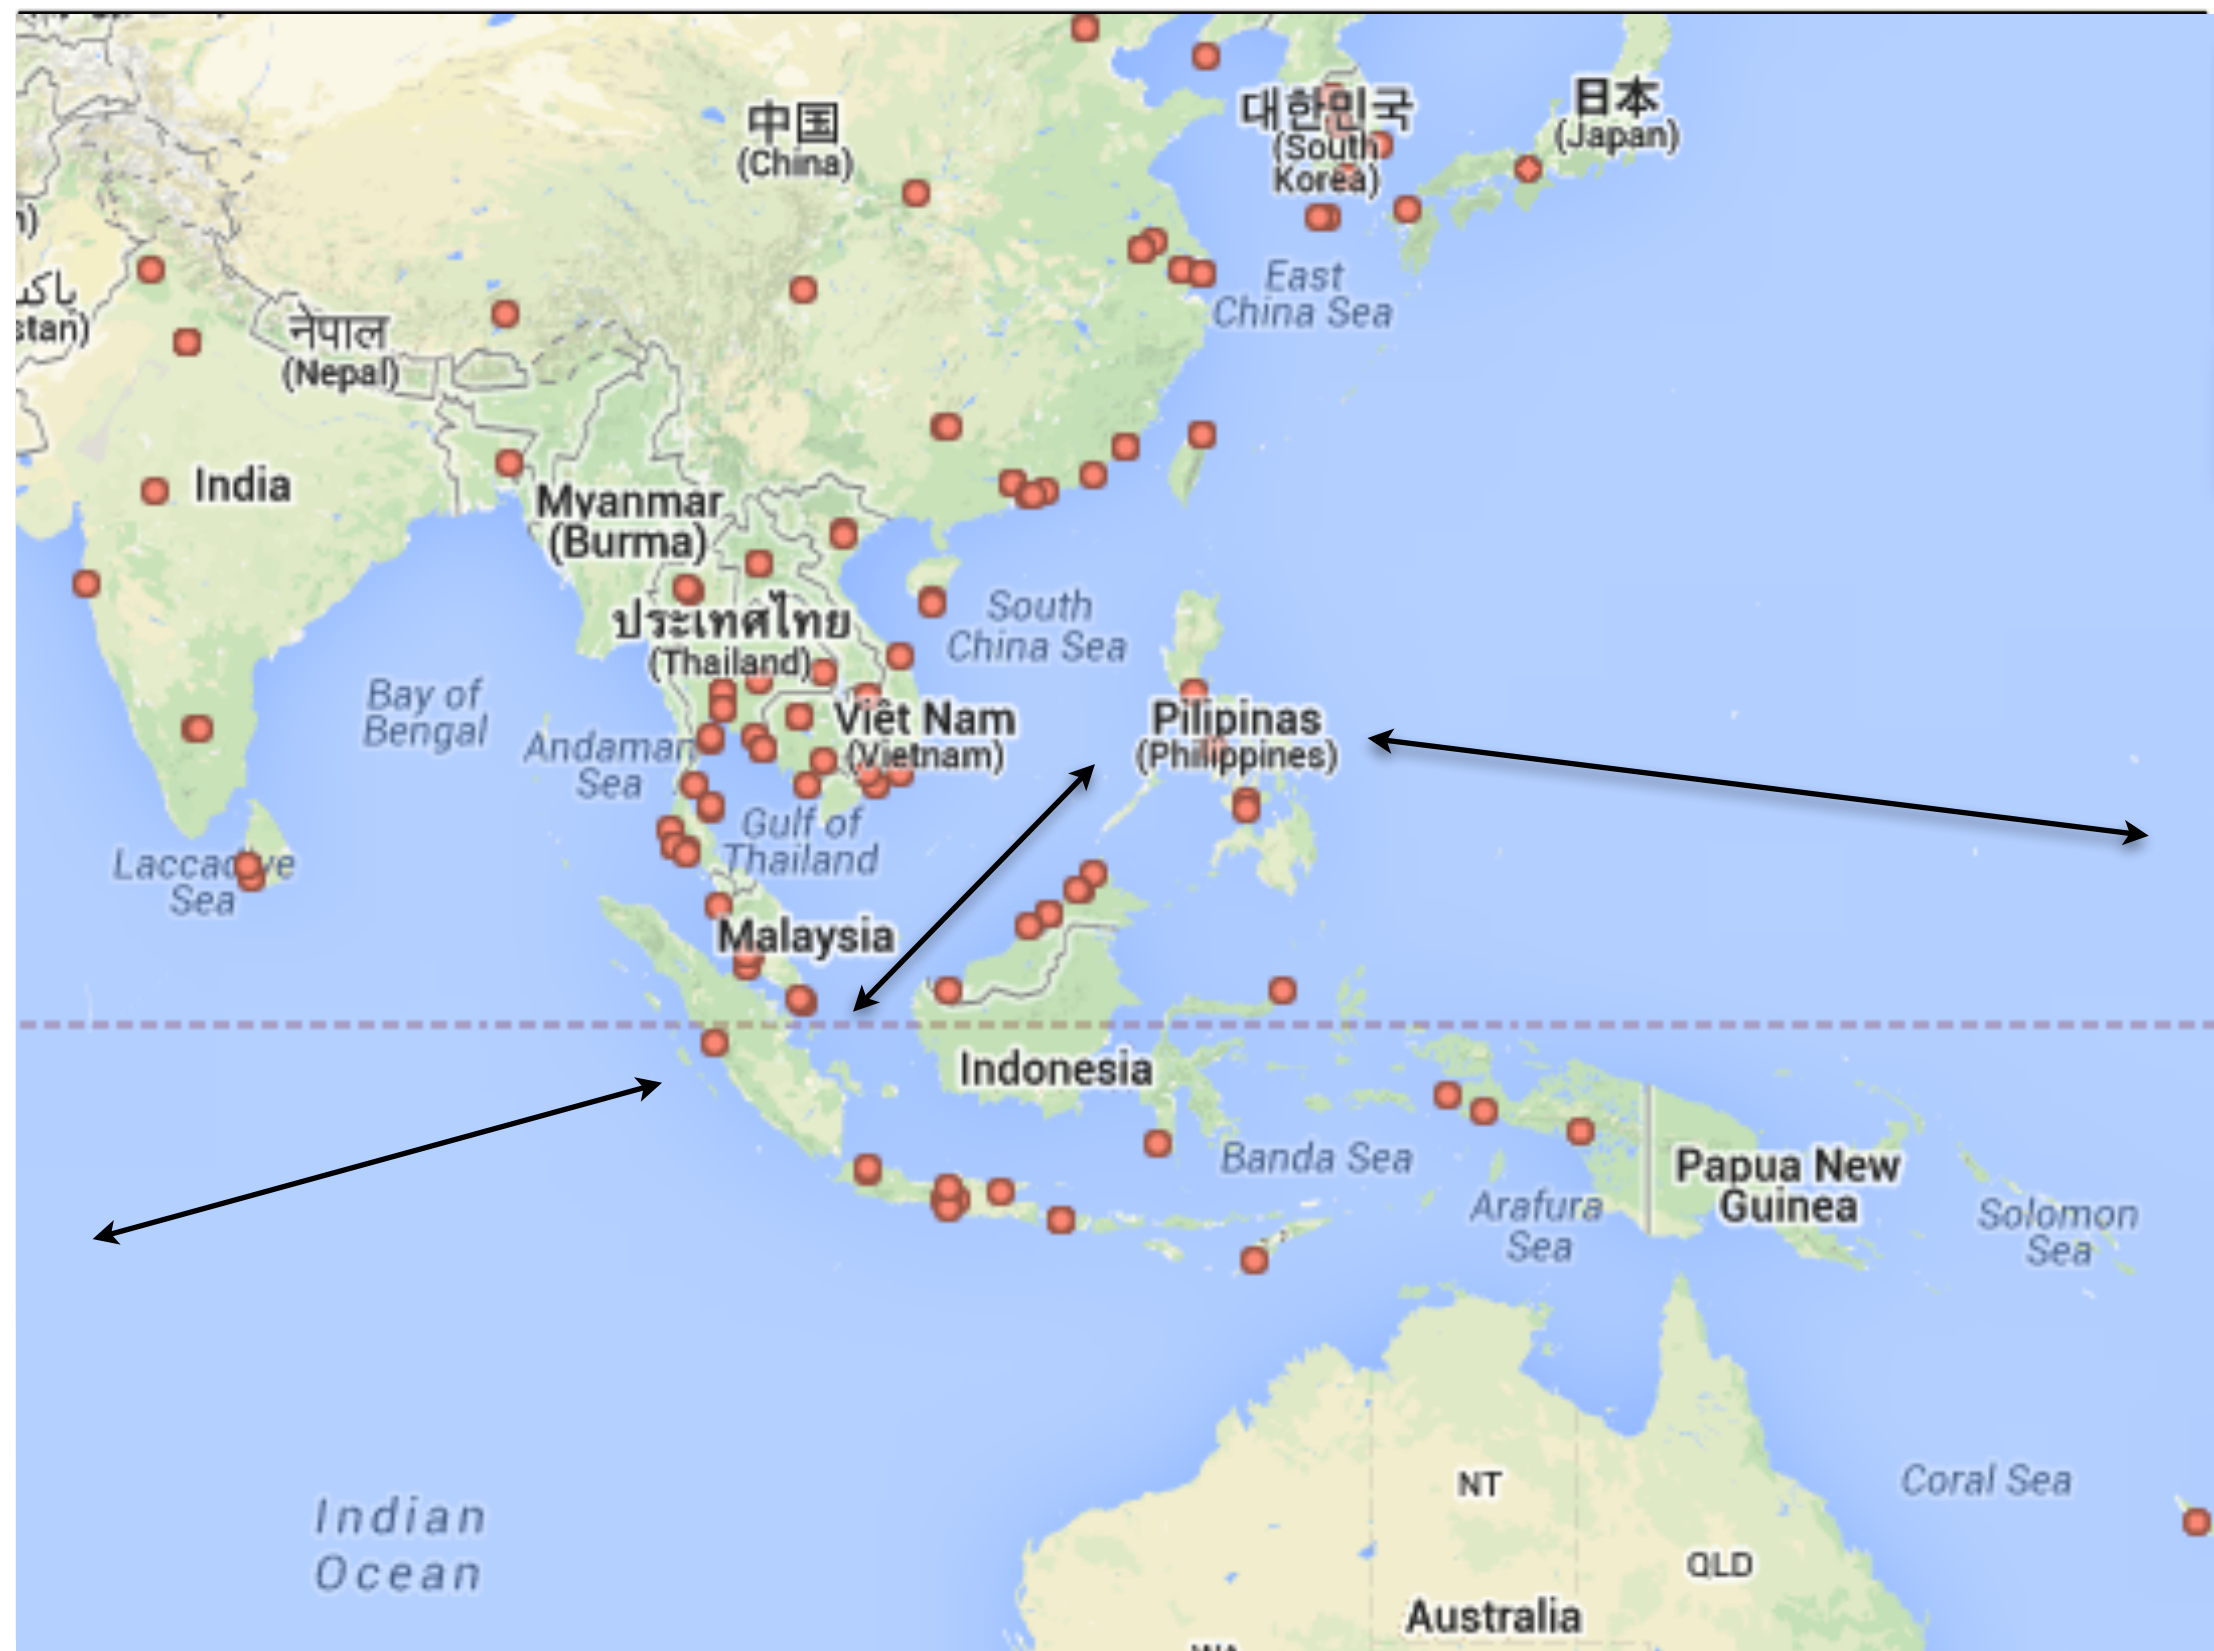 中国
(China)
대한민국
(South
Korea)
日本
(Japan)
East
China Sea
नेपाल
(Nepal)
stan)
India
Myanmar
(Burma)
ประเทศไทย
(Thailand)
South
China Sea
Bay of
Bengal
Andaman
Sea
Việt Nam
(Vietnam)
Pilipinas
(Philippines)
Gulf of
Thailand
Laccadive
Sea
Malaysia
Indonesia
Banda Sea
Papua New
Guinea
Arafura
Sea
Solomon
Sea
Indian
Ocean
NT
Coral Sea
QLD
Australia